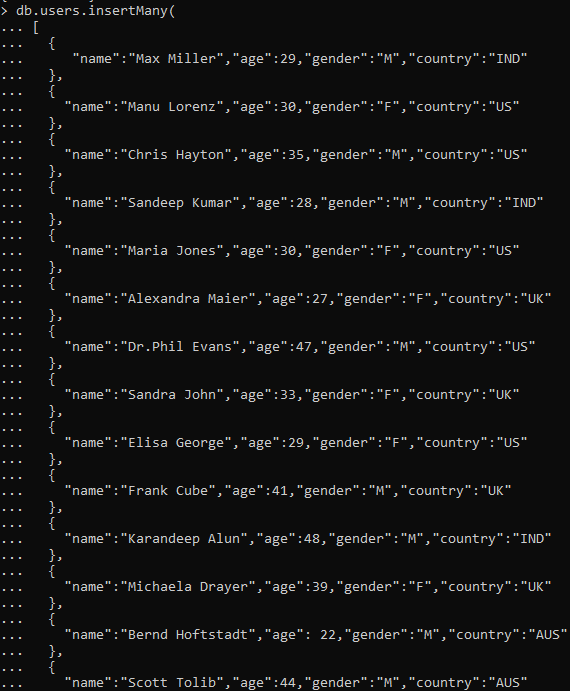 > db.users.insertMany(
... [
...   {
...      "name":"Max Miller","age":29,"gender":"M","country":"IND"
...   },
...   {
...     "name":"Manu Lorenz","age":30,"gender":"F","country":"US"
...   },
...   {
...     "name":"Chris Hayton","age":35,"gender":"M","country":"US"
...   },
...   {
...     "name":"Sandeep Kumar","age":28,"gender":"M","country":"IND"
...   },
...   {
...     "name":"Maria Jones","age":30,"gender":"F","country":"US"
...   },
...   {
...     "name":"Alexandra Maier","age":27,"gender":"F","country":"UK"
...   },
...   {
...     "name":"Dr.Phil Evans","age":47,"gender":"M","country":"US"
...   },
...   {
...     "name":"Sandra John","age":33,"gender":"F","country":"UK"
...   },
...   {
...     "name":"Elisa George","age":29,"gender":"F","country":"US"
...   },
...   {
...     "name":"Frank Cube","age":41,"gender":"M","country":"UK"
...   },
...   {
...     "name":"Karandeep Alun","age":48,"gender":"M","country":"IND"
...   },
...   {
...     "name":"Michaela Drayer","age":39,"gender":"F","country":"UK"
...   },
...   {
...     "name":"Bernd Hoftstadt","age": 22,"gender":"M","country":"AUS"
...   },
...   {
...     "name":"Scott Tolib","age":44,"gender":"M","country":"AUS"